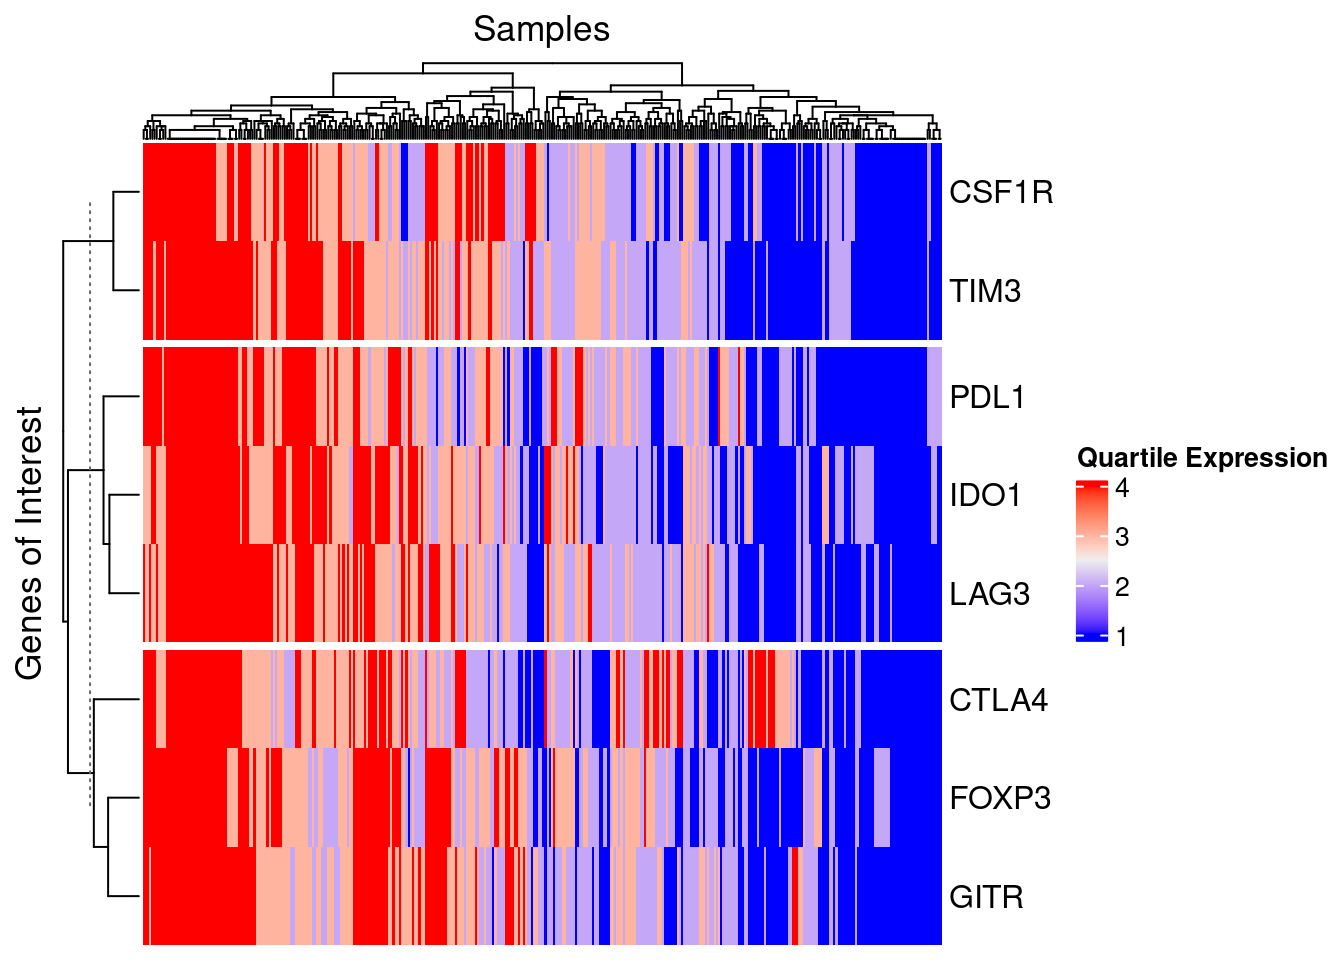 Samples
Genes of Interest
CSF1R
TIM3
PDL1
IDO1
LAG3
CTLA4
FOXP3
GITR
Quartile Expression
4
3
2
1